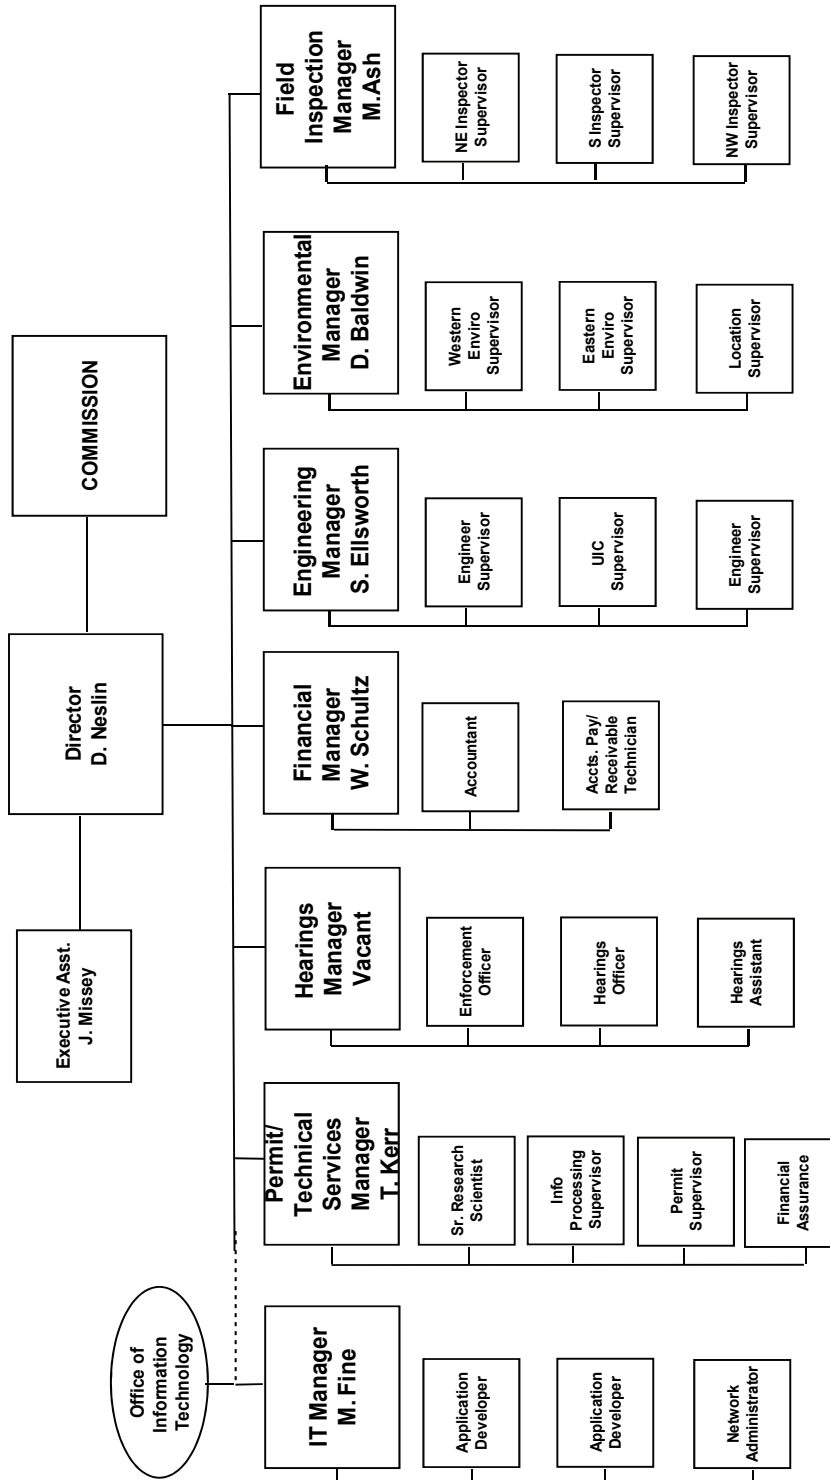 COMMISSION
Director
D. Neslin
Executive Asst.
J. Missey
Office of
Information
Technology
IT Manager
M. Fine
Application
Developer
Application
Developer
Network
Administrator
Permit/
Technical
Services
Manager
T. Kerr
Sr. Research
Scientist
Info
Processing
Supervisor
Permit
Supervisor
Financial
Assurance
Hearings
Manager
Vacant
Enforcement
Officer
Hearings
Officer
Hearings
Assistant
Financial
Manager
W. Schultz
Accountant
Accts. Pay/
Receivable
Technician
Engineering
Manager
S. Ellsworth
Engineer
Supervisor
UIC
Supervisor
Engineer
Supervisor
Environmental
Manager
D. Baldwin
Western
Enviro
Supervisor
Eastern
Enviro
Supervisor
Location
Supervisor
Field
Inspection
Manager
M.Ash
NE Inspector
Supervisor
S Inspector
Supervisor
NW Inspector
Supervisor